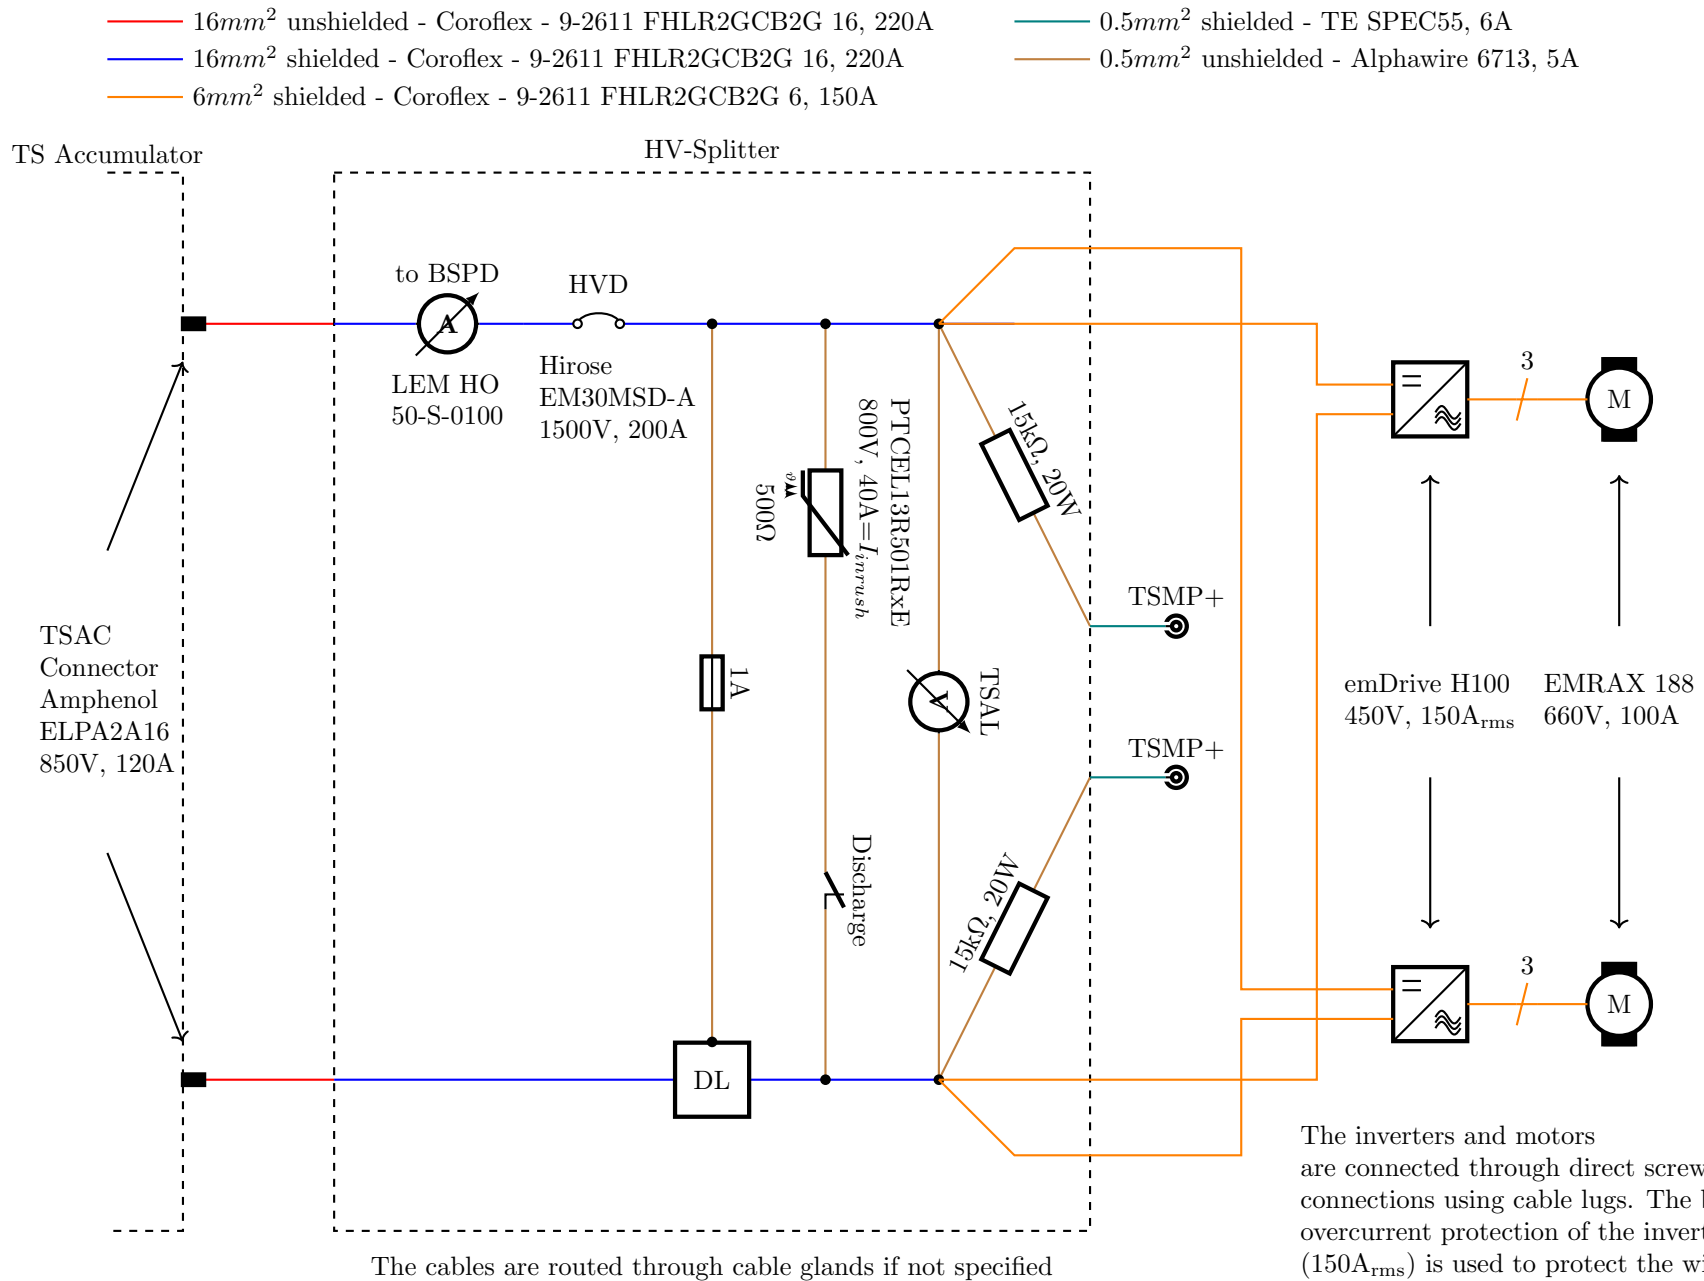 16mm² unshielded - Coroflex - 9-2611 FHLR2GCB2G 16, 220A
16mm² shielded - Coroflex - 9-2611 FHLR2GCB2G 16, 220A
6mm² shielded - Coroflex - 9-2611 FHLR2GCB2G 6, 150A
0.5mm² shielded - TE SPEC55, 6A
0.5mm² unshielded - Alphawire 6713, 5A
TS Accumulator
HV-Splitter
to BSPD
A
LEM HO
50-S-0100
HVD
Hirose
EM30MSD-A
1500V, 200A
PTCEL13R501RxE
800V, 40A=I_inrush
ϑ
500Ω
15kΩ, 20W
TSMP+
1A
V
TSAL
TSMP+
Discharge
15kΩ, 20W
DL
TSAC
Connector
Amphenol
ELPA2A16
850V, 120A
3
M
emDrive H100
450V, 150A_rms
EMRAX 188
660V, 100A
3
M
The inverters and motors
are connected through direct screw
connections using cable lugs. The
overcurrent protection of the
(150A_rms) is used to protect the
The cables are routed through cable glands if not specified